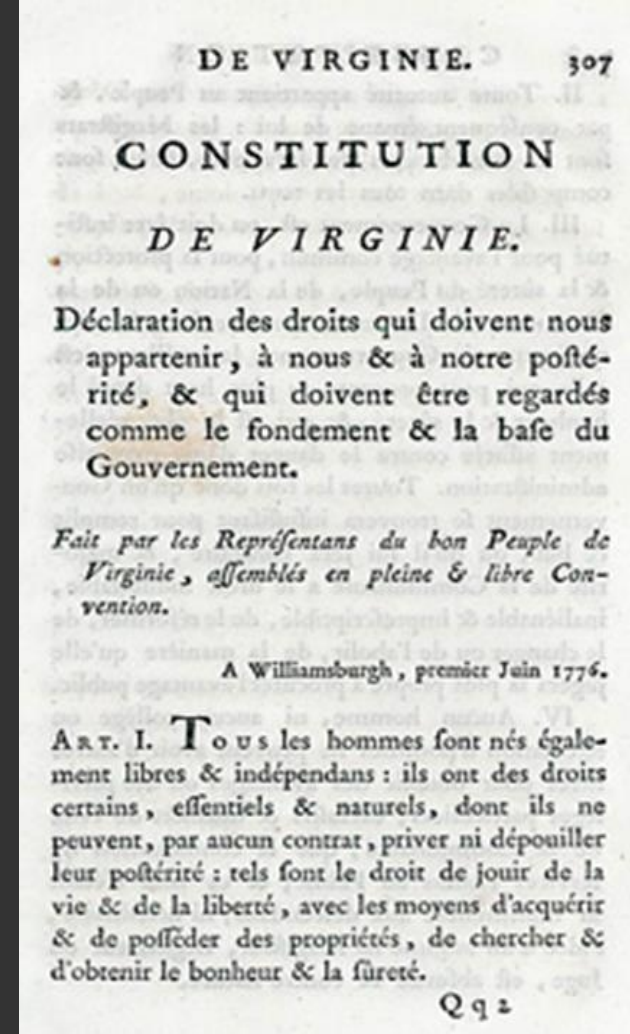 DE VIRGINIE. 307
CONSTITUTION
DE VIRGINIE.
Déclaration des droits qui doivent nous
appartenir, à nous & à notre poſté-
rité, & qui doivent être regardés
comme le fondement & la baſe du
Gouvernement.
Fait par les Repréſentans du bon Peuple de
Virginie, aſſemblés en pleine & libre Con-
vention.
A Williamsburgh, premier Juin 1776.
ART. I. Tous les hommes ſont nés égale-
ment libres & indépendans : ils ont des droits
certains, eſſentiels & naturels, dont ils ne
peuvent, par aucun contrat, priver ni dépouiller
leur poſtérité : tels ſont le droit de jouir de la
vie & de la liberté, avec les moyens d'acquérir
& de poſſéder des propriétés, de chercher &
d'obtenir le bonheur & la ſûreté.
Qq2